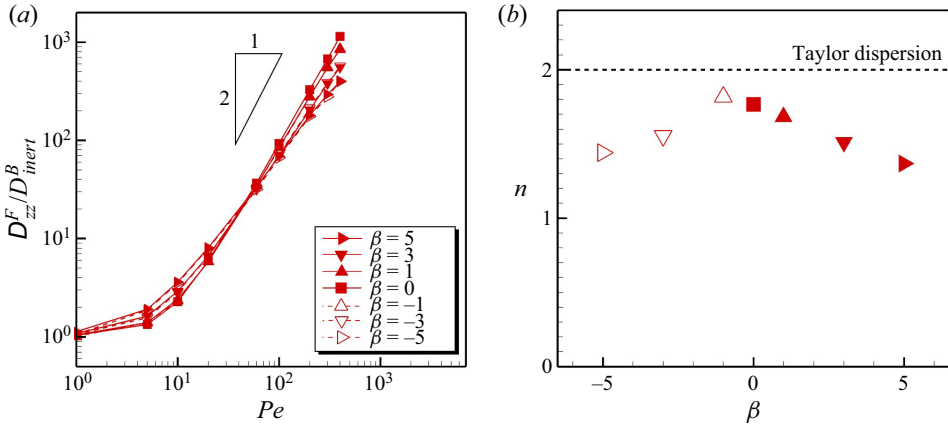 (a)
10³
10²
10¹
10⁰
D^F_zz/D^B_inert
1
2
β = 5
β = 3
β = 1
β = 0
β = –1
β = –3
β = –5
10⁰ 10¹ 10² 10³
Pe
(b)
Taylor dispersion
2
1
0
n
–5 0 5
β